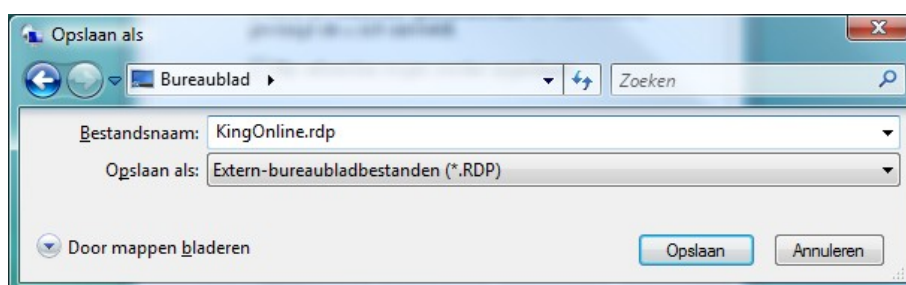 Opslaan als
Bureaublad
Zoeken
Bestandsnaam: KingOnline.rdp
Opslaan als: Extern-bureaubladbestanden (*.RDP)
Door mappen bladeren
Opslaan
Annuleren